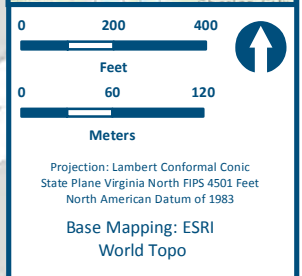 0 200 400
Feet
0 60 120
Meters
Projection: Lambert Conformal Conic
State Plane Virginia North FIPS 4501 Feet
North American Datum of 1983
Base Mapping: ESRI
World Topo